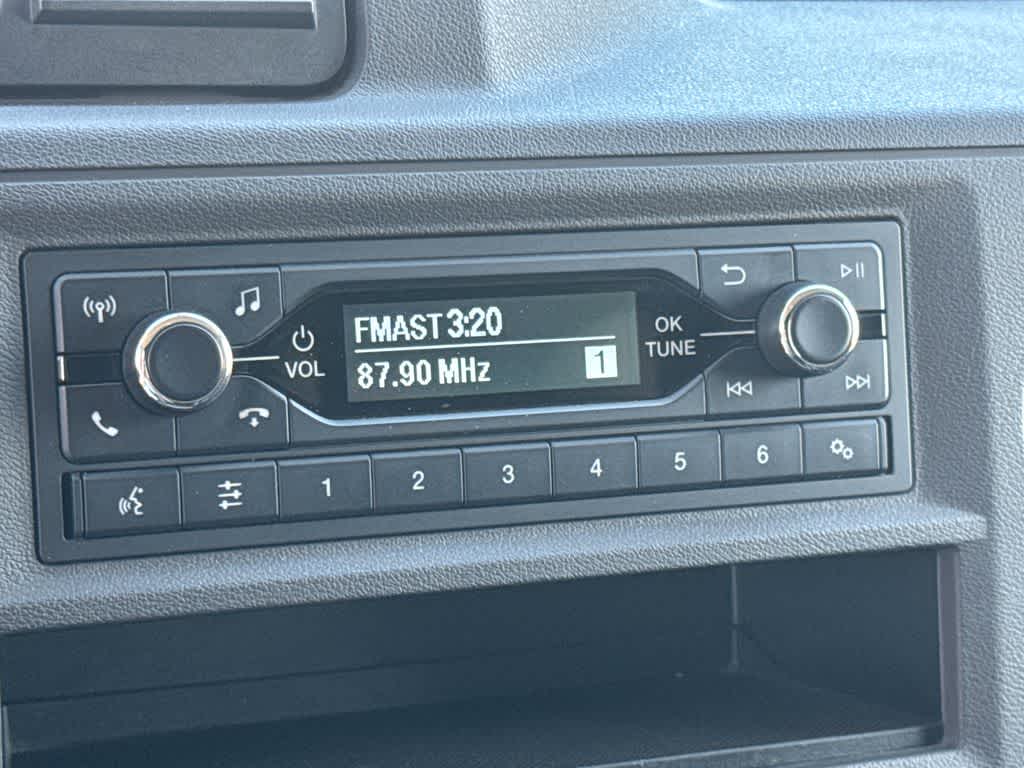 FMAST 3:20
87.90 MHz 1
VOL
OK
TUNE
1 2 3 4 5 6